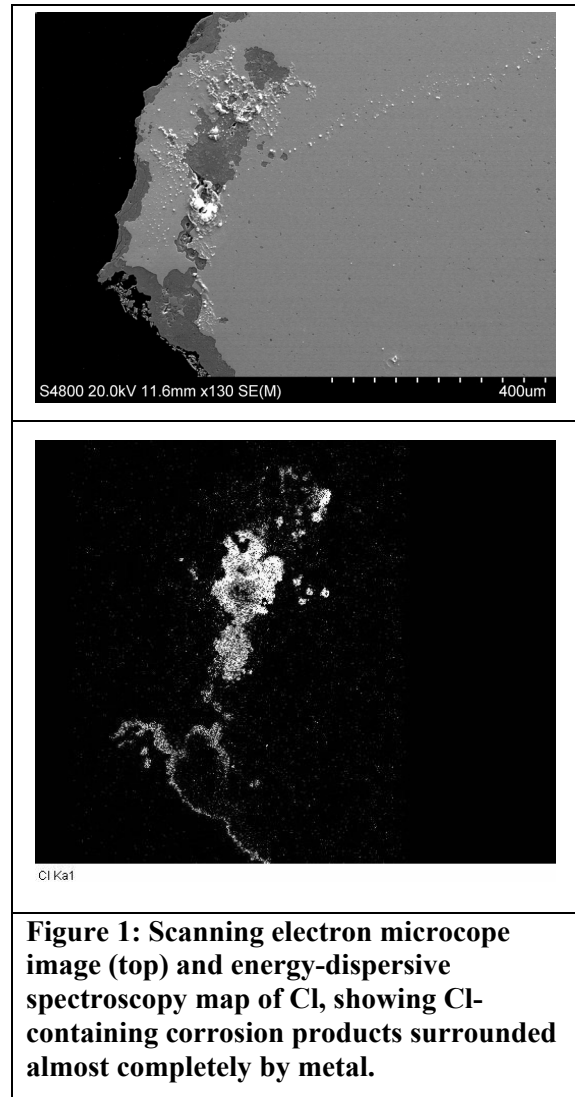 S4800 20.0kV 11.6mm x130 SE(M)
400um
Cl Ka1
Figure 1: Scanning electron microcope
image (top) and energy-dispersive
spectroscopy map of Cl, showing Cl-
containing corrosion products surrounded
almost completely by metal.